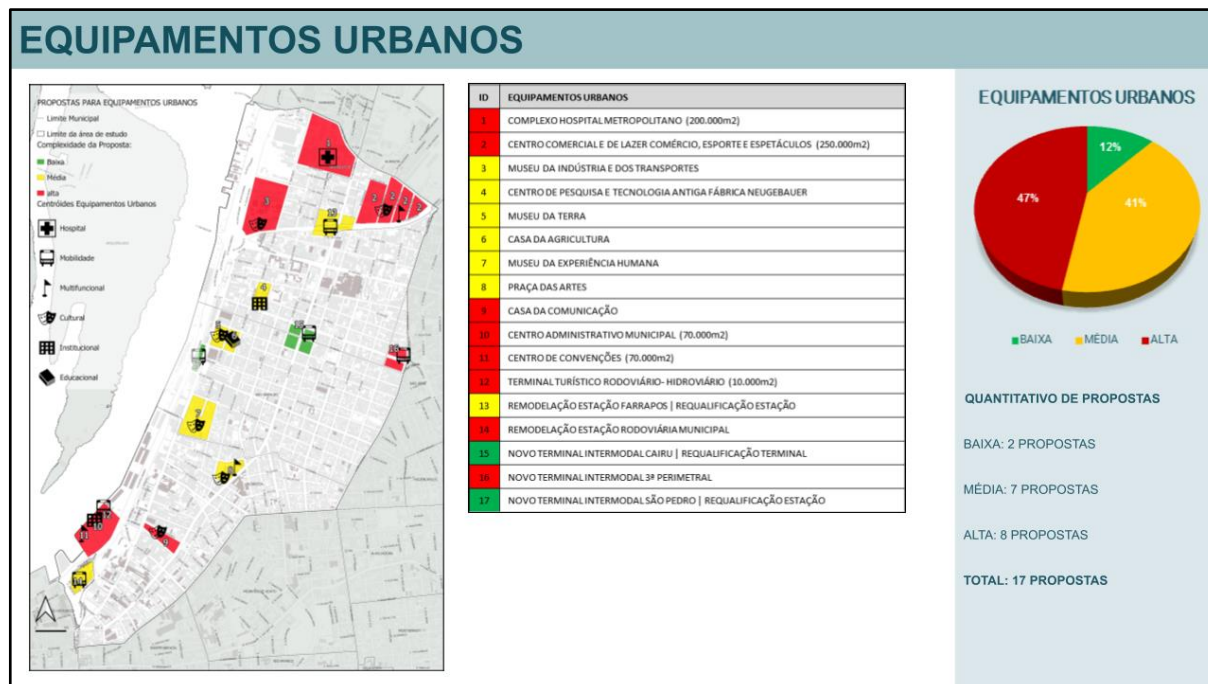 EQUIPAMENTOS URBANOS
PROPOSTAS PARA EQUIPAMENTOS URBANOS
Limite Municipal
Limite da área de estudo
Complexidade da Proposta:
Baixa
Média
alta
Centróides Equipamentos Urbanos
Hospital
Mobilidade
Multifuncional
Cultural
Institucional
Educacional
ID EQUIPAMENTOS URBANOS
1 COMPLEXO HOSPITAL METROPOLITANO (200.000m2)
2 CENTRO COMERCIAL E DE LAZER COMÉRCIO, ESPORTE E ESPETÁCULOS (250.000m2)
3 MUSEU DA INDÚSTRIA E DOS TRANSPORTES
4 CENTRO DE PESQUISA E TECNOLOGIA ANTIGA FÁBRICA NEUGEBAUER
5 MUSEU DA TERRA
6 CASA DA AGRICULTURA
7 MUSEU DA EXPERIÊNCIA HUMANA
8 PRAÇA DAS ARTES
9 CASA DA COMUNICAÇÃO
10 CENTRO ADMINISTRATIVO MUNICIPAL (70.000m2)
11 CENTRO DE CONVENÇÕES (70.000m2)
12 TERMINAL TURÍSTICO RODOVIÁRIO- HIDROVIÁRIO (10.000m2)
13 REMODELAÇÃO ESTAÇÃO FARRAPOS | REQUALIFICAÇÃO ESTAÇÃO
14 REMODELAÇÃO ESTAÇÃO RODOVIÁRIA MUNICIPAL
15 NOVO TERMINAL INTERMODAL CAIRU | REQUALIFICAÇÃO TERMINAL
16 NOVO TERMINAL INTERMODAL 3ª PERIMETRAL
17 NOVO TERMINAL INTERMODAL SÃO PEDRO | REQUALIFICAÇÃO ESTAÇÃO
EQUIPAMENTOS URBANOS
12%
47%
41%
BAIXA MÉDIA ALTA
QUANTITATIVO DE PROPOSTAS
BAIXA: 2 PROPOSTAS
MÉDIA: 7 PROPOSTAS
ALTA: 8 PROPOSTAS
TOTAL: 17 PROPOSTAS